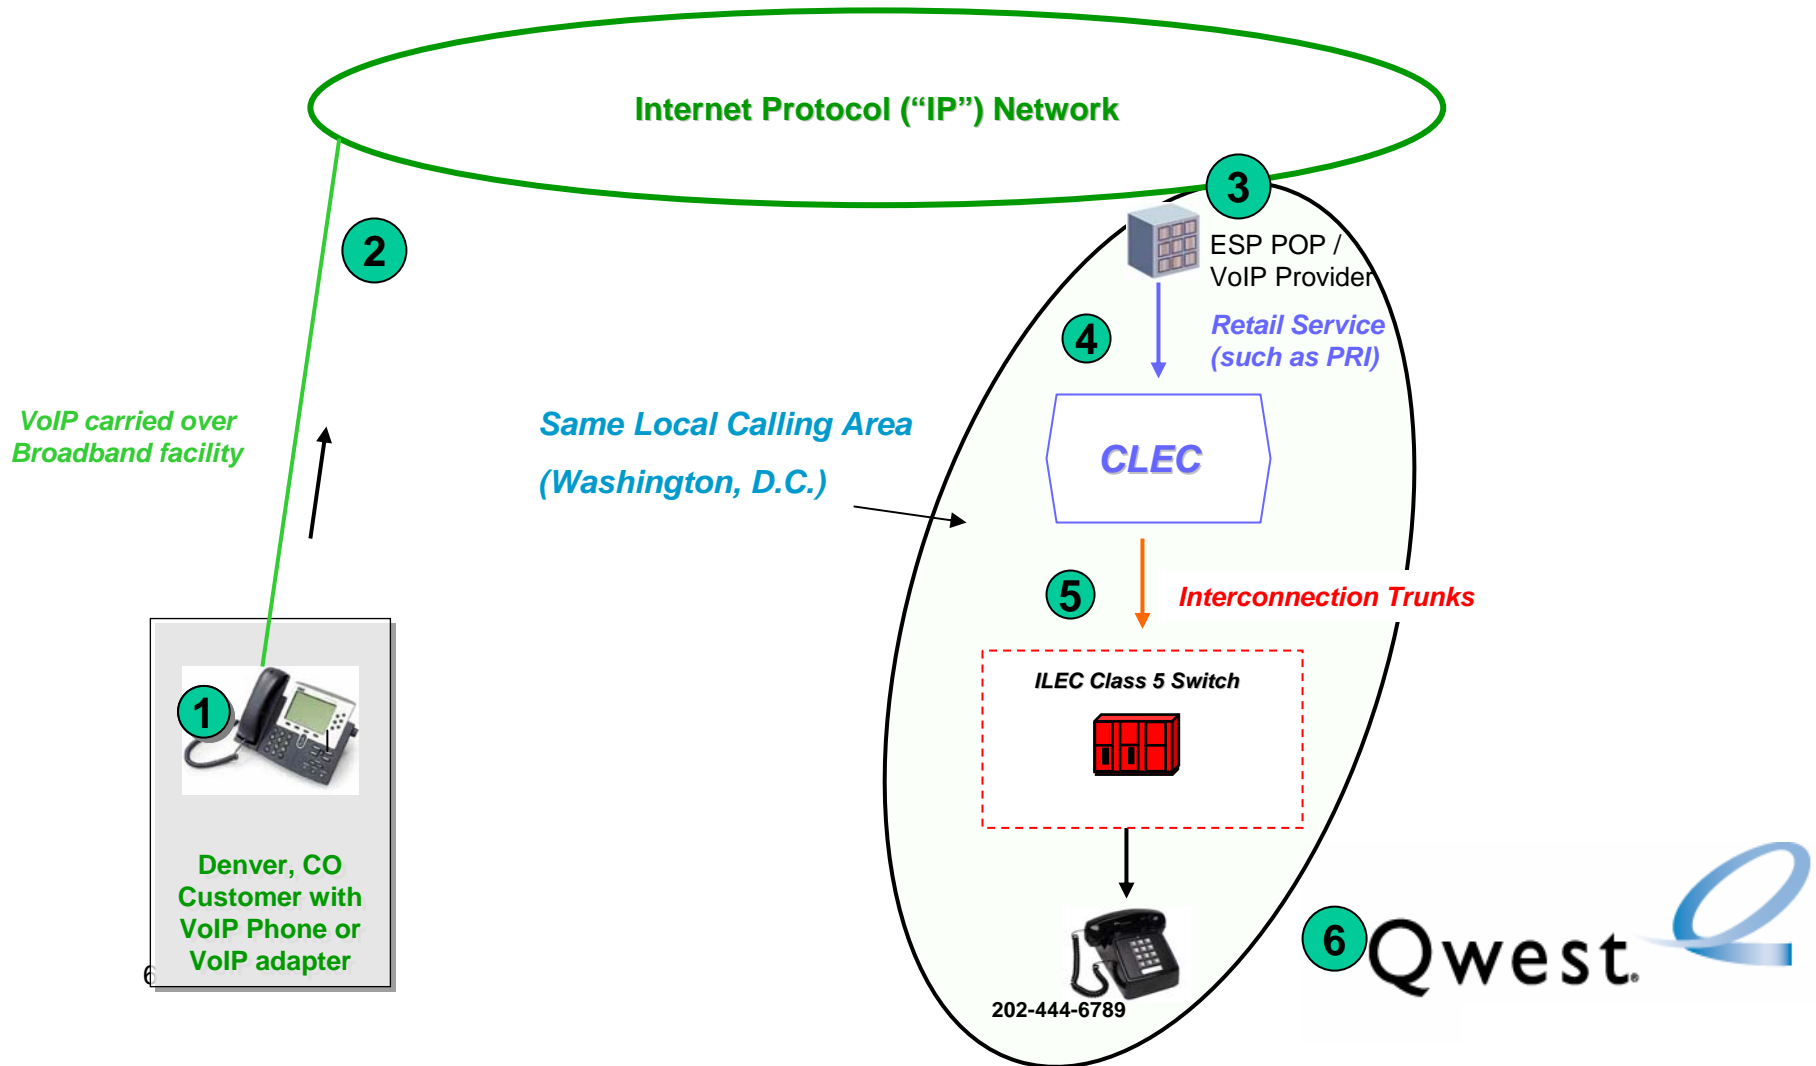 Internet Protocol (“IP”) Network
3
ESP POP /
VoIP Provider
2
Retail Service
(such as PRI)
4
VoIP carried over
Broadband facility
Same Local Calling Area
(Washington, D.C.)
CLEC
5
Interconnection Trunks
ILEC Class 5 Switch
1
Denver, CO
Customer with
VoIP Phone or
VoIP adapter
6
202-444-6789
6
Qwest.